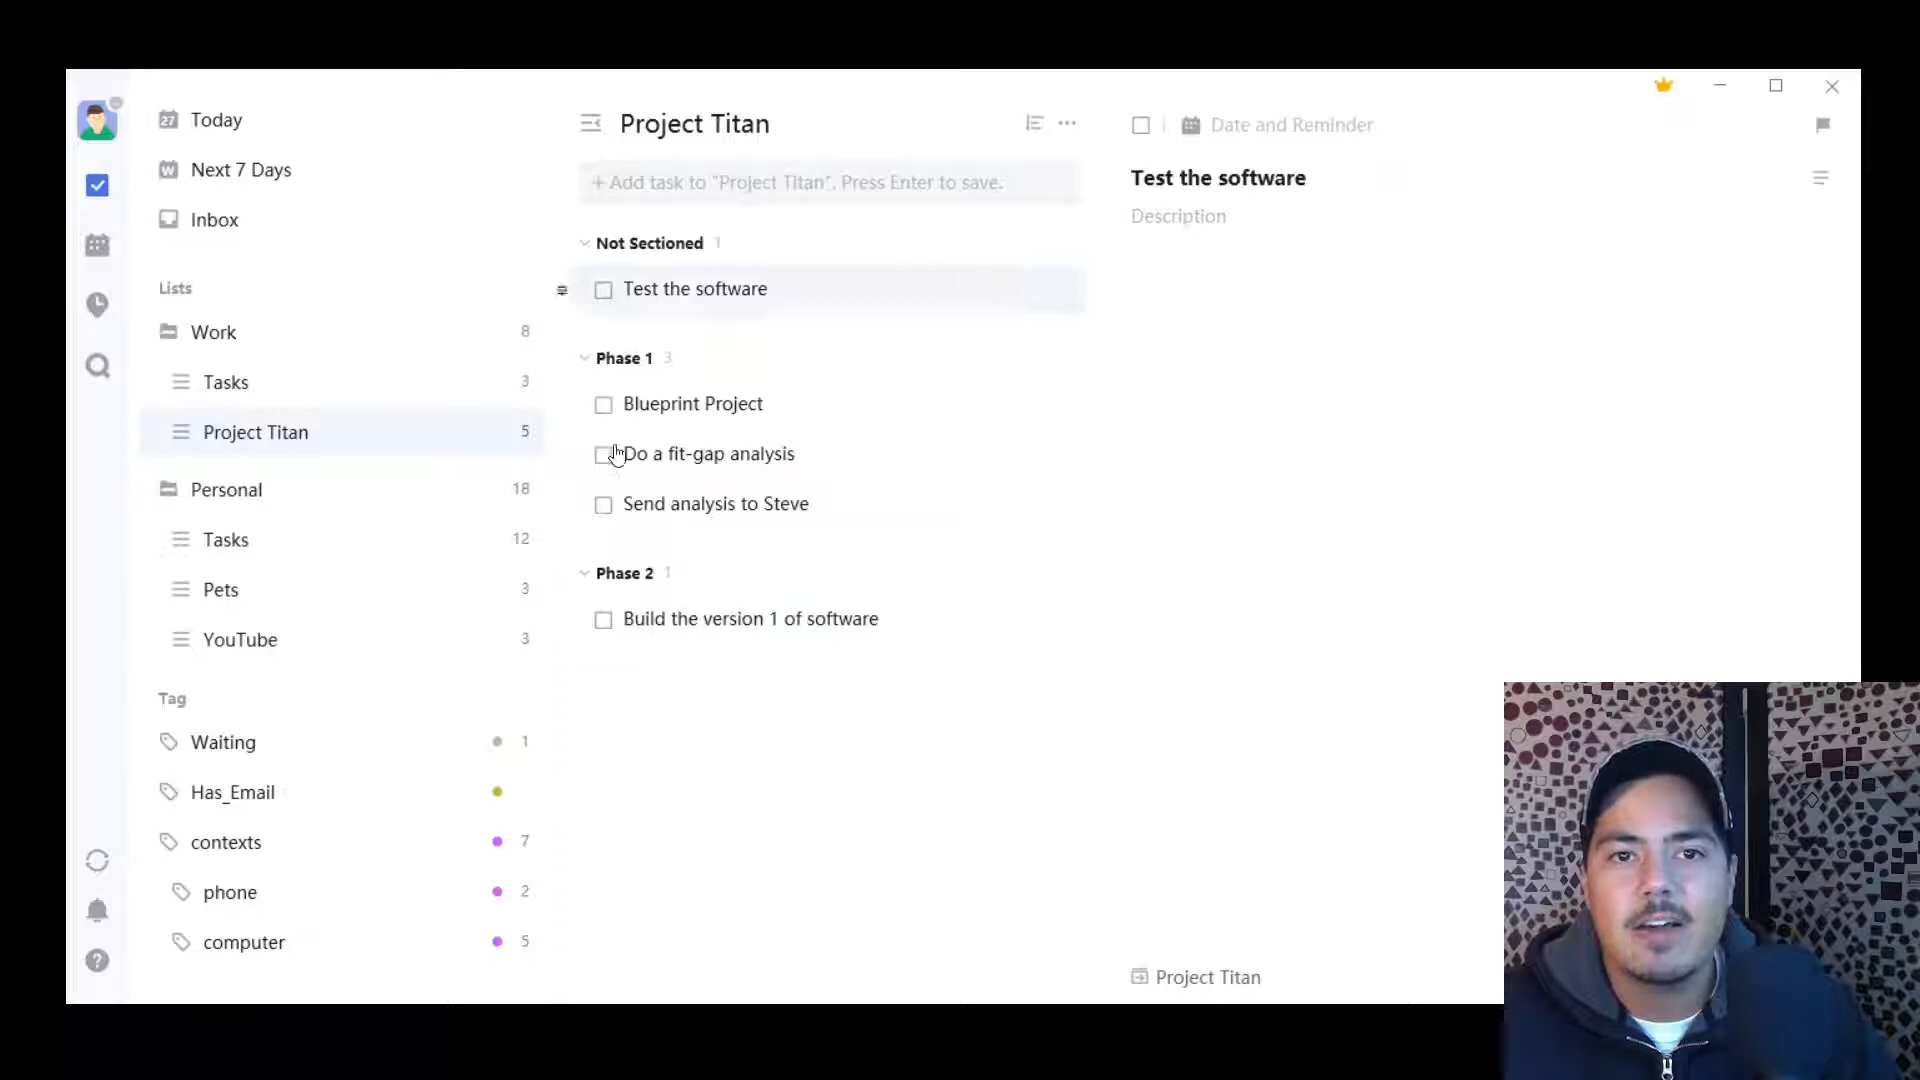 27 Today
W Next 7 Days
Inbox
Lists
Work 8
Tasks 3
Project Titan 5
Personal 18
Tasks 12
Pets 3
YouTube 3
Tag
Waiting 1
Has_Email
contexts 7
phone 2
computer 5
Project Titan
+ Add task to "Project Titan". Press Enter to save.
Not Sectioned 1
Test the software
Phase 1 3
Blueprint Project
Do a fit-gap analysis
Send analysis to Steve
Phase 2 1
Build the version 1 of software
Date and Reminder
Test the software
Description
Project Titan